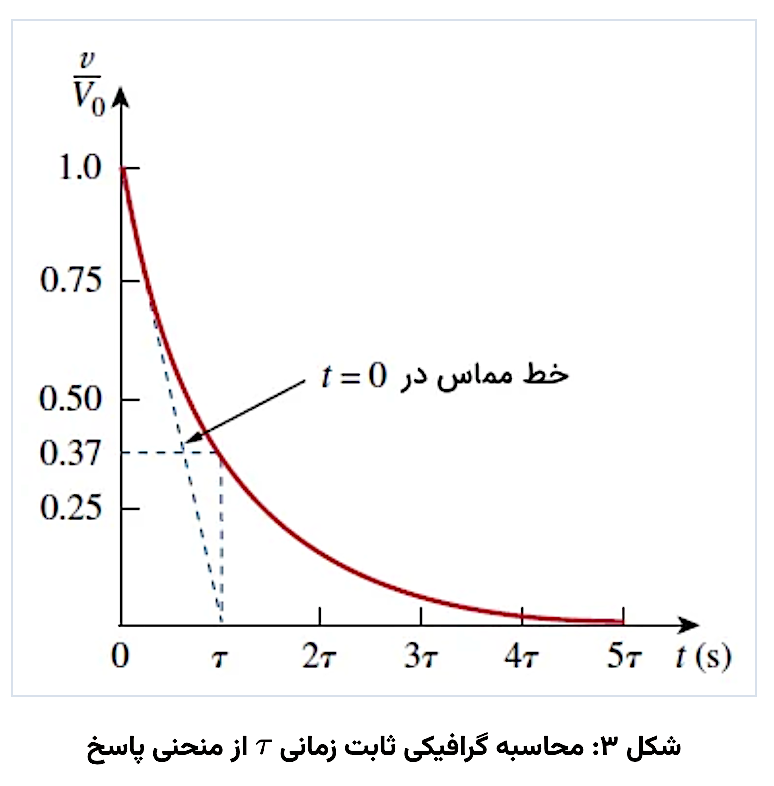 v
V0
1.0
0.75
خط مماس در t = 0
0.50
0.37
0.25
0 τ 2τ 3τ 4τ 5τ t (s)
شکل ۳: محاسبه گرافیکی ثابت زمانی τ از منحنی پاسخ